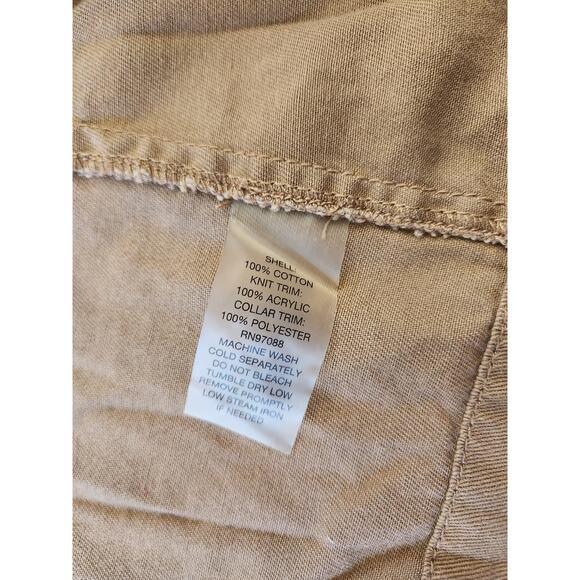 SHELL:
100% COTTON
KNIT TRIM:
100% ACRYLIC
COLLAR TRIM:
100% POLYESTER
RN97088
MACHINE WASH
COLD SEPARATELY
DO NOT BLEACH
TUMBLE DRY LOW
REMOVE PROMPTLY
LOW STEAM IRON
IF NEEDED